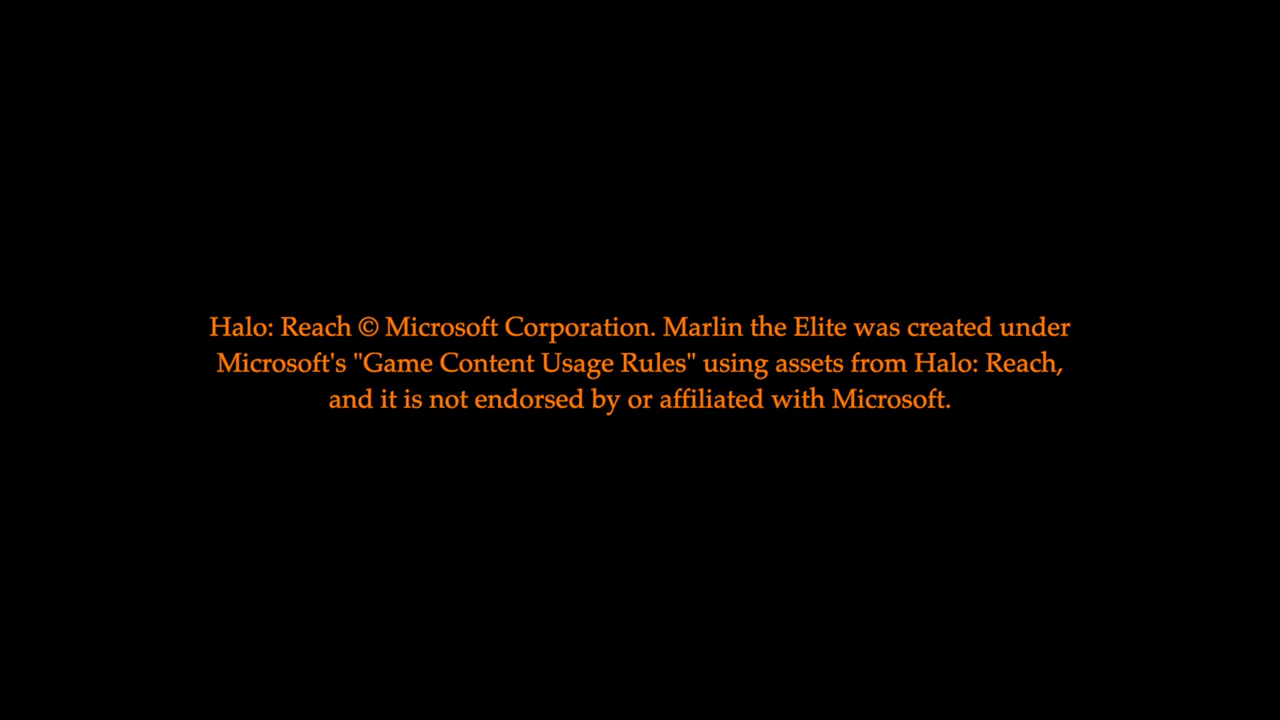 Halo: Reach © Microsoft Corporation. Marlin the Elite was created under
Microsoft's "Game Content Usage Rules" using assets from Halo: Reach,
and it is not endorsed by or affiliated with Microsoft.